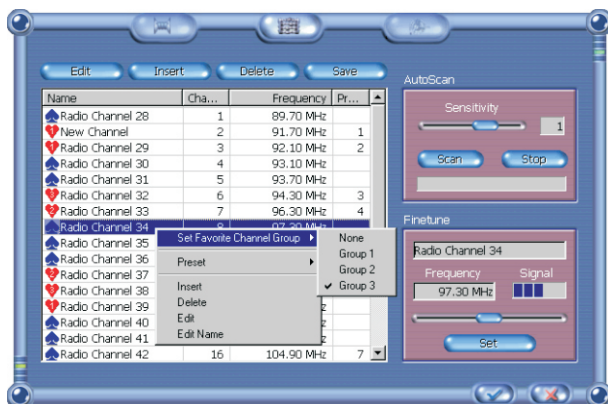 Edit Insert Delete Save
Name Cha... Frequency Pr...
Radio Channel 28 1 89.70 MHz
New Channel 2 91.70 MHz 1
Radio Channel 29 3 92.10 MHz 2
Radio Channel 30 4 93.10 MHz
Radio Channel 31 5 93.70 MHz
Radio Channel 32 6 94.30 MHz 3
Radio Channel 33 7 96.30 MHz 4
Radio Channel 34 8 97.30 MHz
Radio Channel 35
Radio Channel 36
Radio Channel 37
Radio Channel 38
Radio Channel 39
Radio Channel 40
Radio Channel 41
Radio Channel 42 16 104.90 MHz 7
Set Favorite Channel Group
Preset
Insert
Delete
Edit
Edit Name
None
Group 1
Group 2
Group 3
AutoScan
Sensitivity
1
Scan Stop
Finetune
Radio Channel 34
Frequency Signal
97.30 MHz
Set